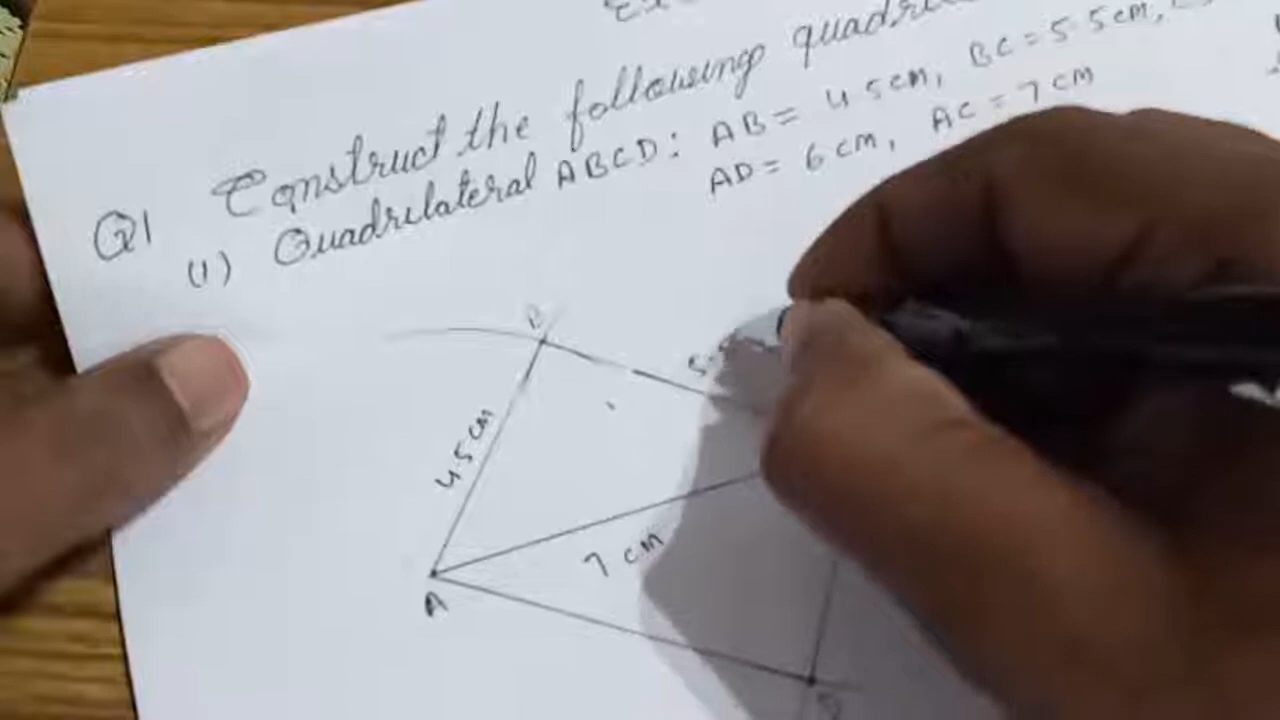 Q1 Construct the following
(1) Quadrilateral ABCD: AB = 4.5 cm, BC = 5.5 cm,
AD = 6 cm, AC = 7 cm
B
4.5 cm
7 cm
A